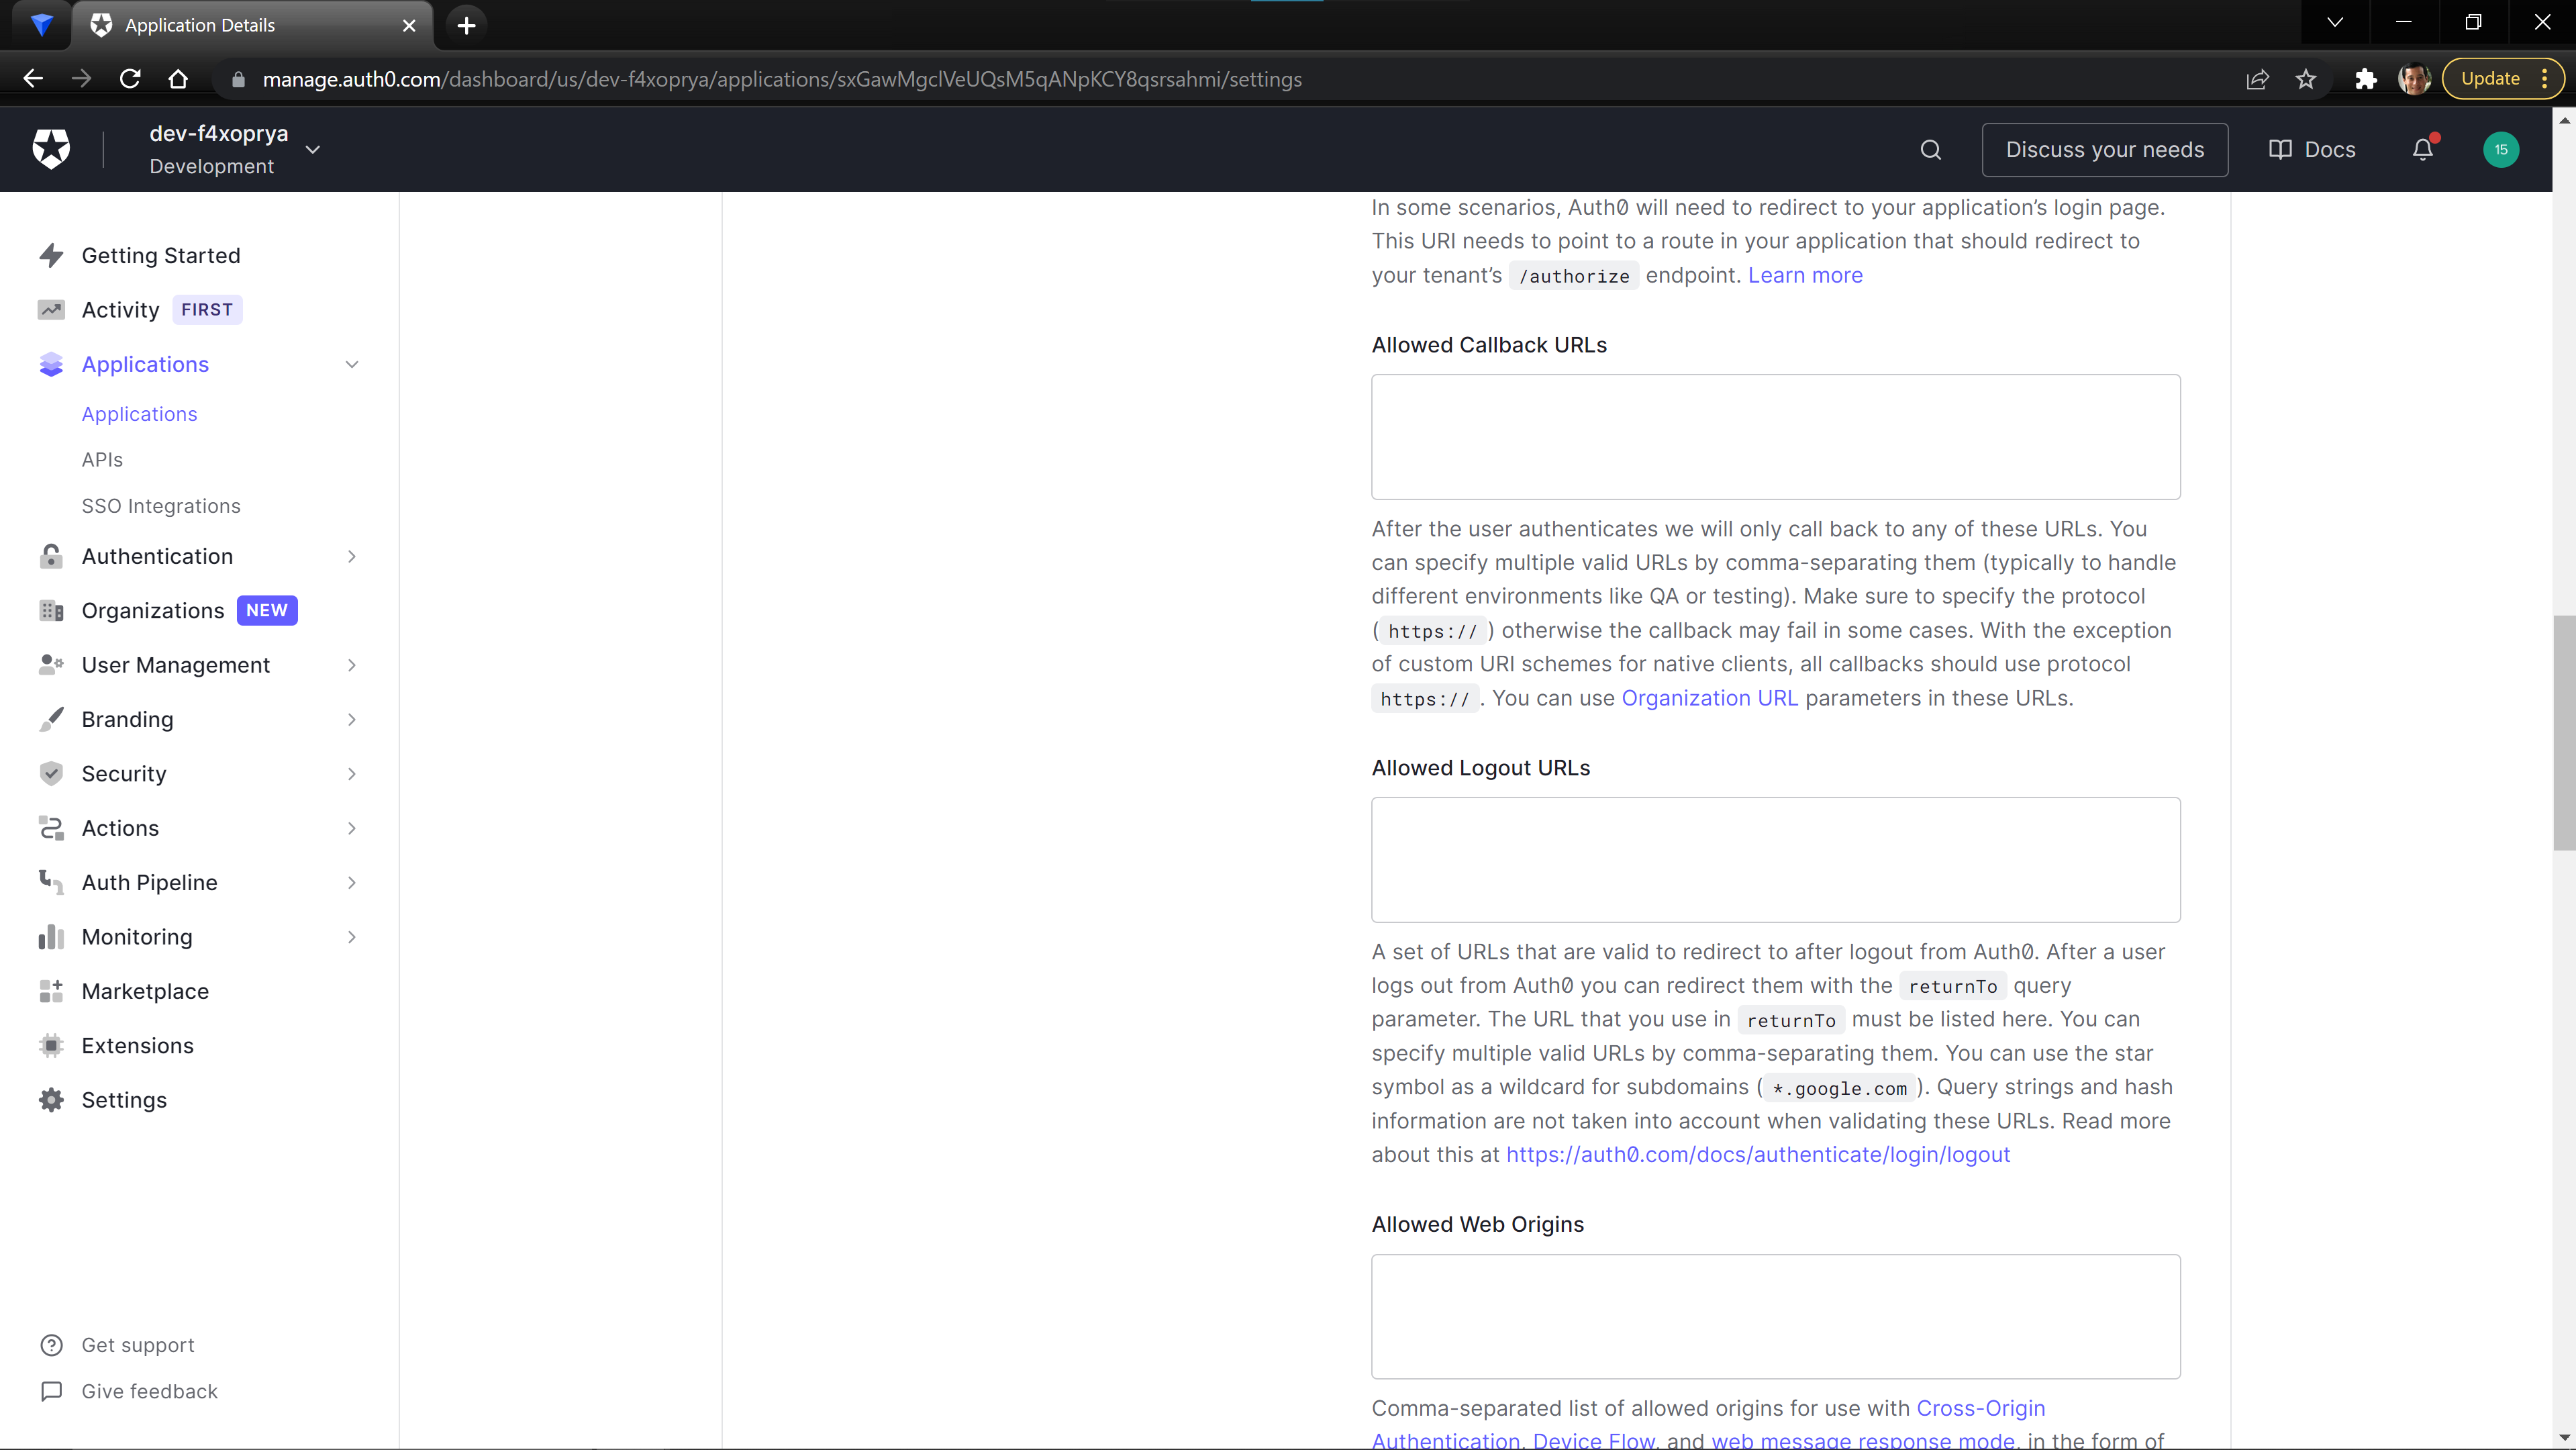 Application Details
manage.auth0.com/dashboard/us/dev-f4xoprya/applications/sxGawMgclVeUQsM5qANpKCY8qsrsahmi/settings
Update
dev-f4xoprya
Development
Discuss your needs
Docs
15
Getting Started
Activity FIRST
Applications
Applications
APIs
SSO Integrations
Authentication
Organizations NEW
User Management
Branding
Security
Actions
Auth Pipeline
Monitoring
Marketplace
Extensions
Settings
Get support
Give feedback
In some scenarios, Auth0 will need to redirect to your application’s login page.
This URI needs to point to a route in your application that should redirect to
your tenant’s /authorize endpoint. Learn more
Allowed Callback URLs
After the user authenticates we will only call back to any of these URLs. You
can specify multiple valid URLs by comma-separating them (typically to handle
different environments like QA or testing). Make sure to specify the protocol
( https:// ) otherwise the callback may fail in some cases. With the exception
of custom URI schemes for native clients, all callbacks should use protocol
https:// . You can use Organization URL parameters in these URLs.
Allowed Logout URLs
A set of URLs that are valid to redirect to after logout from Auth0. After a user
logs out from Auth0 you can redirect them with the returnTo query
parameter. The URL that you use in returnTo must be listed here. You can
specify multiple valid URLs by comma-separating them. You can use the star
symbol as a wildcard for subdomains ( *.google.com ). Query strings and hash
information are not taken into account when validating these URLs. Read more
about this at https://auth0.com/docs/authenticate/login/logout
Allowed Web Origins
Comma-separated list of allowed origins for use with Cross-Origin
Authentication, Device Flow, and web message response mode, in the form of